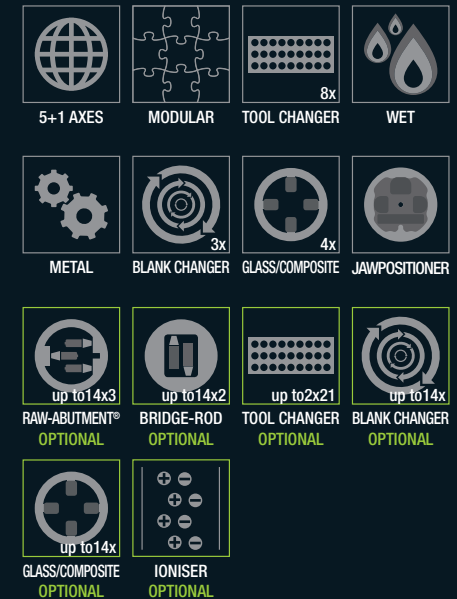 8x
5+1 AXES MODULAR TOOL CHANGER WET
3x 4x
METAL BLANK CHANGER GLASS/COMPOSITE JAWPOSITIONER
up to14x3 up to14x2 up to2x21 up to14x
RAW-ABUTMENT® BRIDGE-ROD TOOL CHANGER BLANK CHANGER
OPTIONAL OPTIONAL OPTIONAL OPTIONAL
up to14x
GLASS/COMPOSITE IONISER
OPTIONAL OPTIONAL